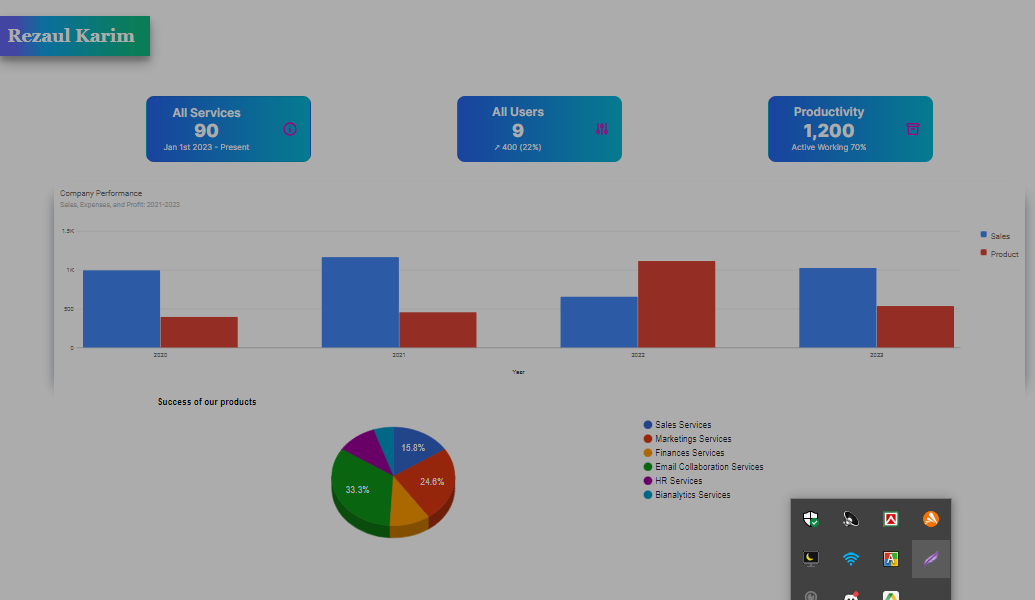 Rezaul Karim
All Services
90
Jan 1st 2023 - Present
All Users
9
↗︎ 400 (22%)
Productivity
1,200
Active Working 70%
Company Performance
Sales, Expenses, and Profit: 2021-2023
1.5K
1K
500
0
2020
2021
2022
2023
Year
Sales
Product
Success of our products
15.8%
24.6%
33.3%
Sales Services
Marketings Services
Finances Services
Email Collaboration Services
HR Services
Bianalytics Services
A